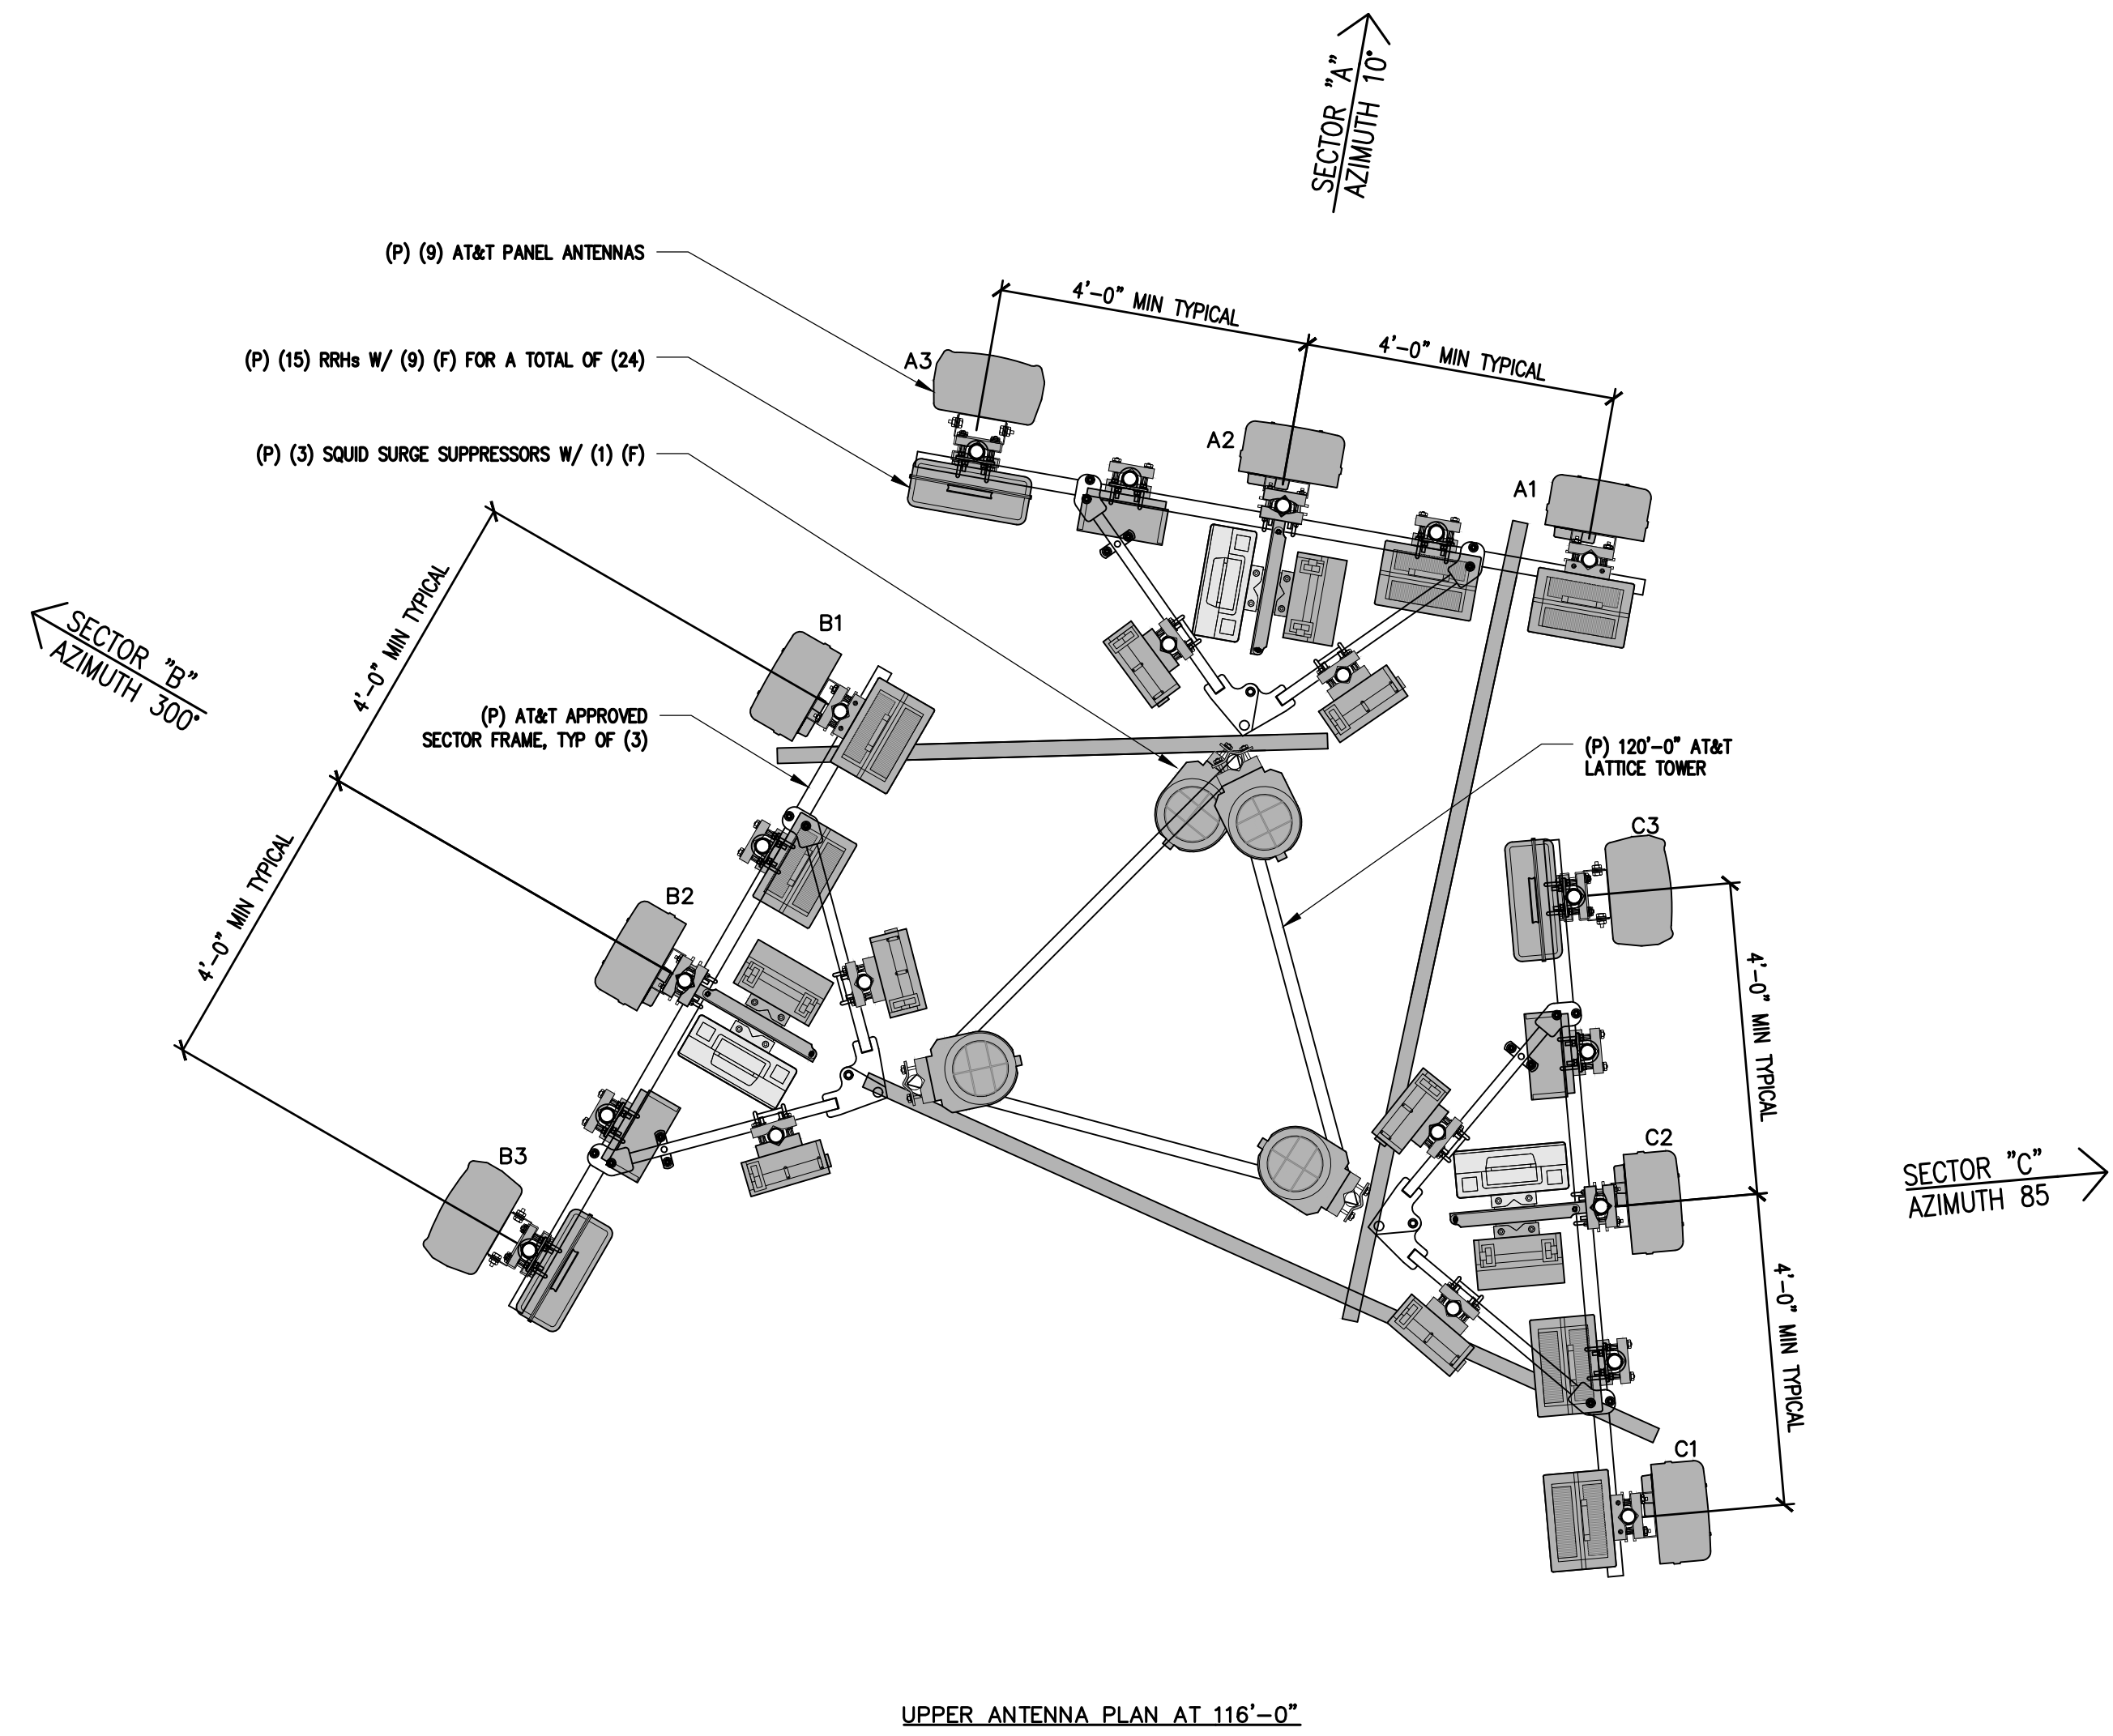 SECTOR "A"
AZIMUTH 10°
(P) (9) AT&T PANEL ANTENNAS
4'-0" MIN TYPICAL
4'-0" MIN TYPICAL
(P) (15) RRHs W/ (9) (F) FOR A TOTAL OF (24)
A3
A2
A1
(P) (3) SQUID SURGE SUPPRESSORS W/ (1) (F)
SECTOR "B"
AZIMUTH 300°
4'-0" MIN TYPICAL
4'-0" MIN TYPICAL
B1
(P) AT&T APPROVED
SECTOR FRAME, TYP OF (3)
(P) 120'-0" AT&T
LATTICE TOWER
B2
B3
C3
4'-0" MIN TYPICAL
C2
SECTOR "C"
AZIMUTH 85
4'-0" MIN TYPICAL
C1
UPPER ANTENNA PLAN AT 116'-0"